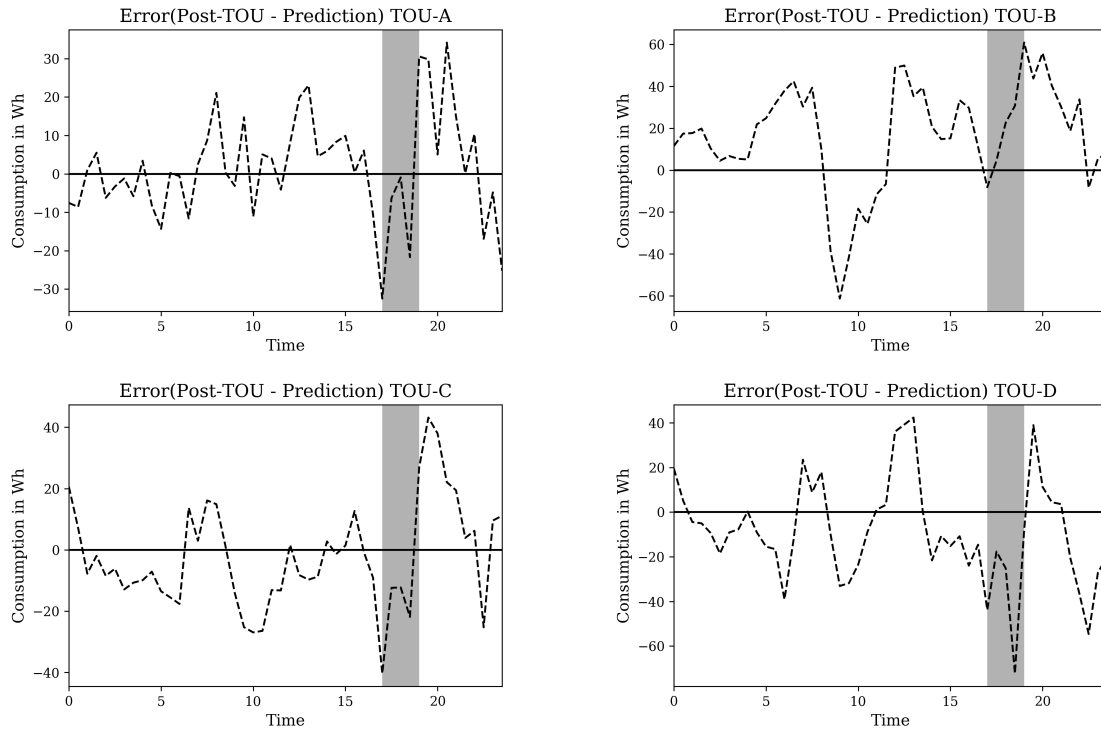 Error(Post-TOU - Prediction) TOU-A
Consumption in Wh
30
20
10
0
−10
−20
−30
0 5 10 15 20
Time
Error(Post-TOU - Prediction) TOU-B
Consumption in Wh
60
40
20
0
−20
−40
−60
0 5 10 15 20
Time
Error(Post-TOU - Prediction) TOU-C
Consumption in Wh
40
20
0
−20
−40
0 5 10 15 20
Time
Error(Post-TOU - Prediction) TOU-D
Consumption in Wh
40
20
0
−20
−40
−60
0 5 10 15 20
Time